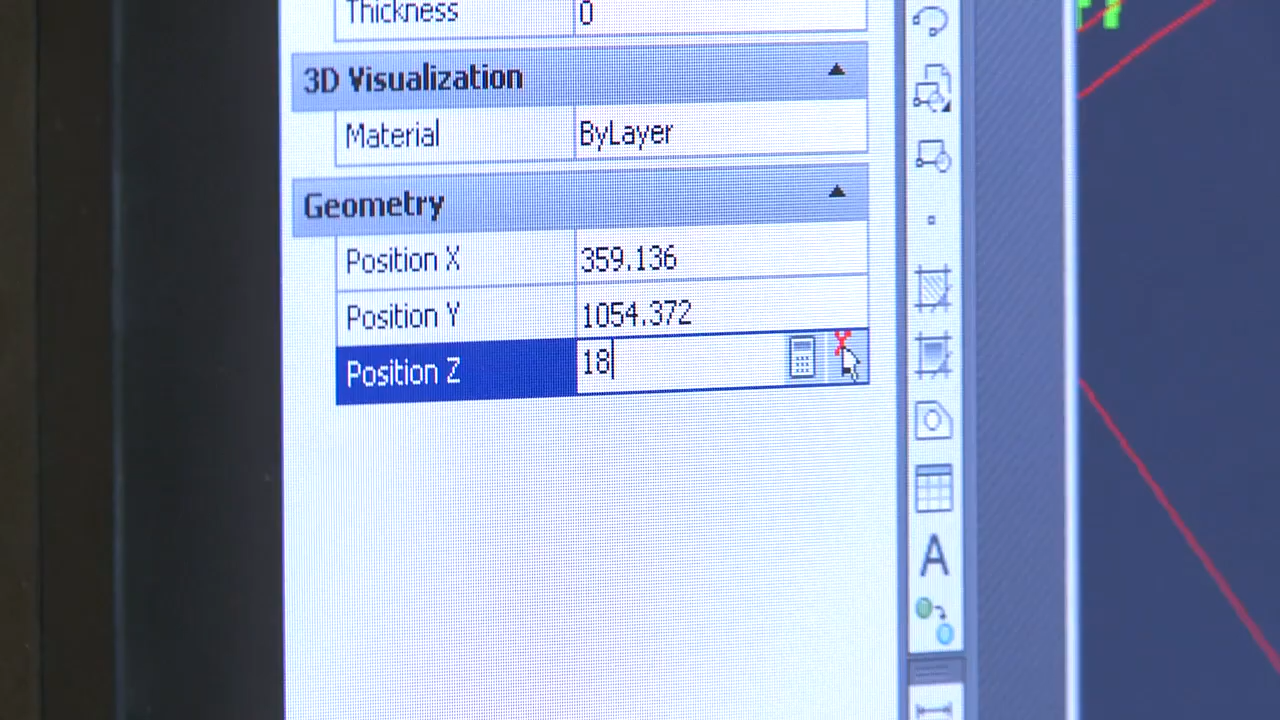 Thickness 0
3D Visualization
Material ByLayer
Geometry
Position X 359.136
Position Y 1054.372
Position Z 18
A